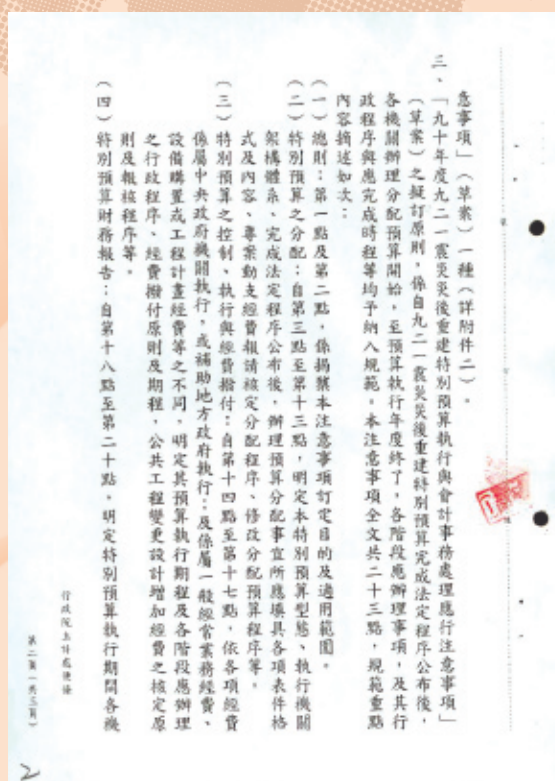 意事項」(草案)一種(詳附件二)。
三、「九十年度九二一震災災後重建特別預算執行與會計事務處理應行注意事項」
(草案)之擬訂原則,係自九二一震災災後重建特別預算完成法定程序公布後,
各機關辦理分配預算開始,至預算執行年度終了,各階段應辦理事項,及其行
政程序與應完成時程等均予納入規範。本注意事項全文共二十三點,規範重點
內容摘述如次:
(一)總則:第一點及第二點,係揭櫫本注意事項訂定目的及適用範圍。
(二)特別預算之分配:自第三點至第十三點,明定本特別預算型態、執行機關
架構體系、完成法定程序公布後,辦理預算分配事宜所應填具各項表件格
式及內容、專案動支經費報請核定分配程序、修改分配預算程序等。
(三)特別預算之控制、執行與經費撥付:自第十四點至第十七點,依各項經費
係屬中央政府機關執行,或補助地方政府執行;及係屬一般經常業務經費、
設備購置或工程計畫經費等之不同,明定其預算執行期程及各階段應辦理
之行政程序、經費撥付原則及期程,公共工程變更設計增加經費之核定原
則及報核程序等。
(四)特別預算財務報告:自第十八點至第二十點,明定特別預算執行期間各機
行政院主計處便條
第二頁(共三頁)
2